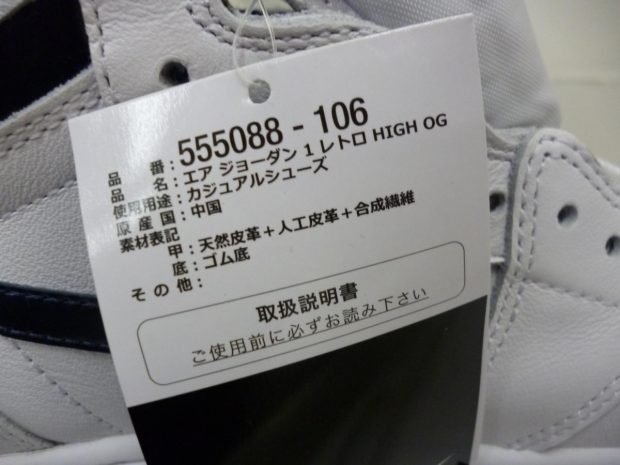 品番：555088 - 106
品名：エア ジョーダン 1 レトロ HIGH OG
使用用途：カジュアルシューズ
原産国：中国
素材表記
甲：天然皮革＋人工皮革＋合成繊維
底：ゴム底
その他：
取扱説明書
ご使用前に必ずお読み下さい